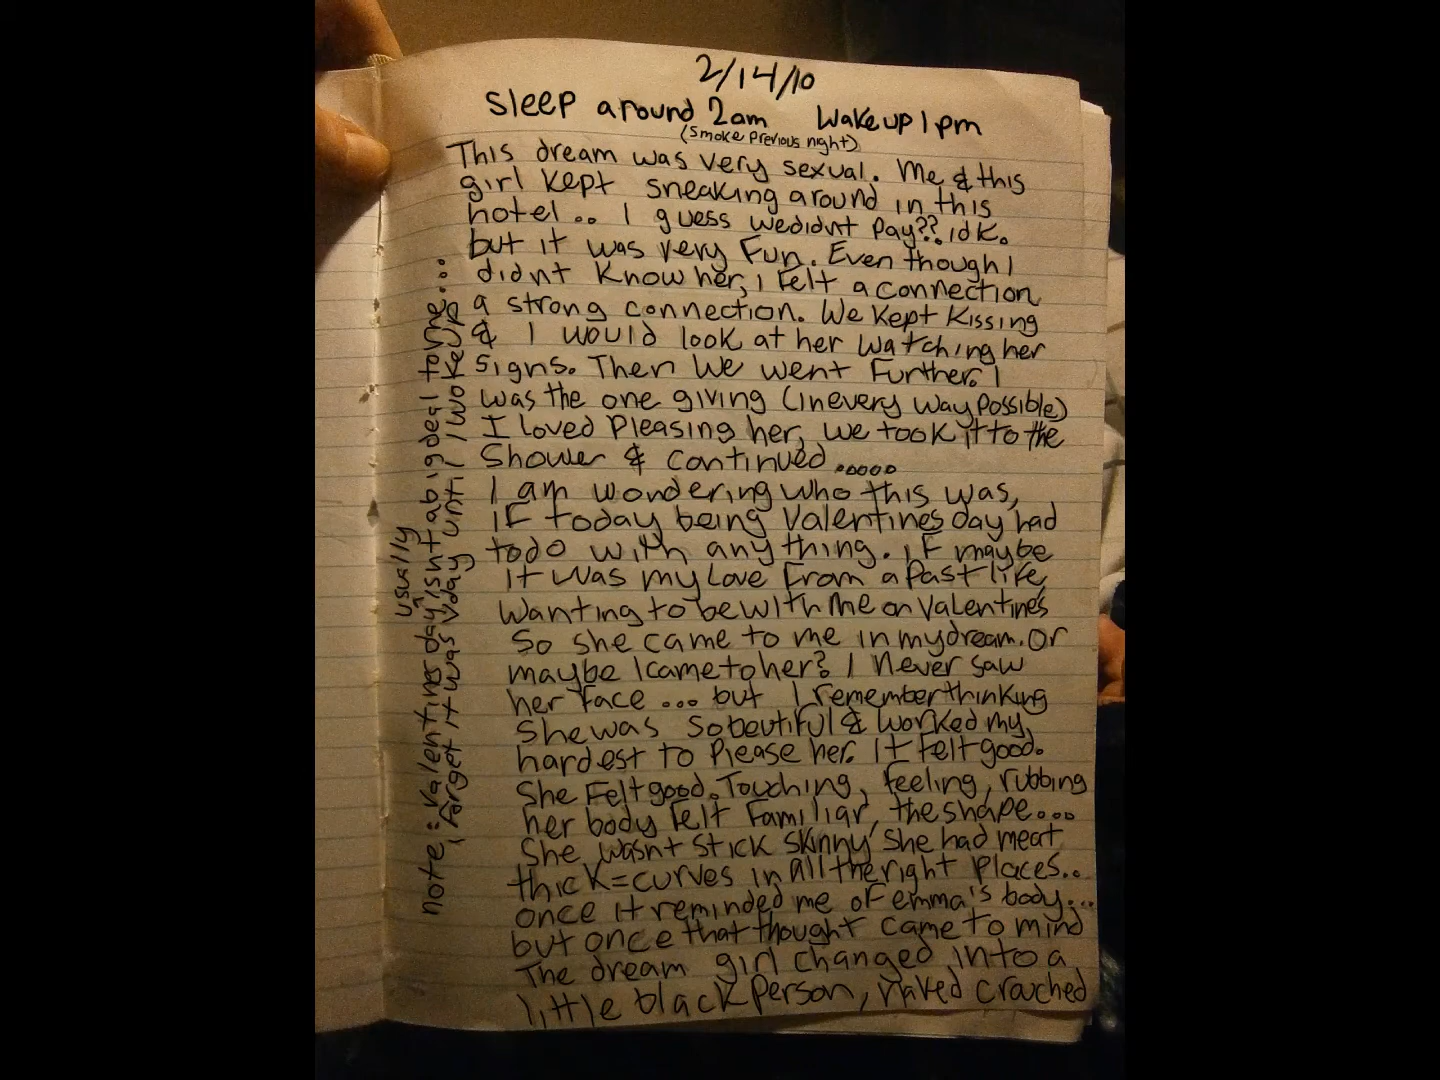 2/14/10
Sleep around 2am Wake up 1pm
(Smoke Previous night)
This dream was very sexual. Me & this
girl kept sneaking around in this
hotel.. I guess wedidnt pay??. idk.
but it was very Fun. Even though I
didnt Know her, I Felt a connection
a strong connection. We Kept Kissing
& I would look at her watching her
signs. Then We went Further. I
was the one giving (inevery way possible)
I loved Pleasing her, we took it to the
Shower & continued........
I am wondering who this was,
if today being Valentines day had
todo with anything. if maybe
it was my Love From a Past life,
wanting to be with me on Valentine's
So she came to me in mydream. Or
maybe I came to her? I never saw
her face ... but I remember thinking
She was so beutiful & worked my
hardest to Please her. It felt good.
She Felt good. Touching, feeling, rubbing
her body felt Familiar, the shape....
She wasnt stick skinny she had meat
thick=curves in all the right places..
once it reminded me of emma's body...
but once that thought came to mind
The dream girl changed into a
little black person, naked crouched
note: Valentines day usually isnt a big deal to me...
I forget it was Vday until I woke up